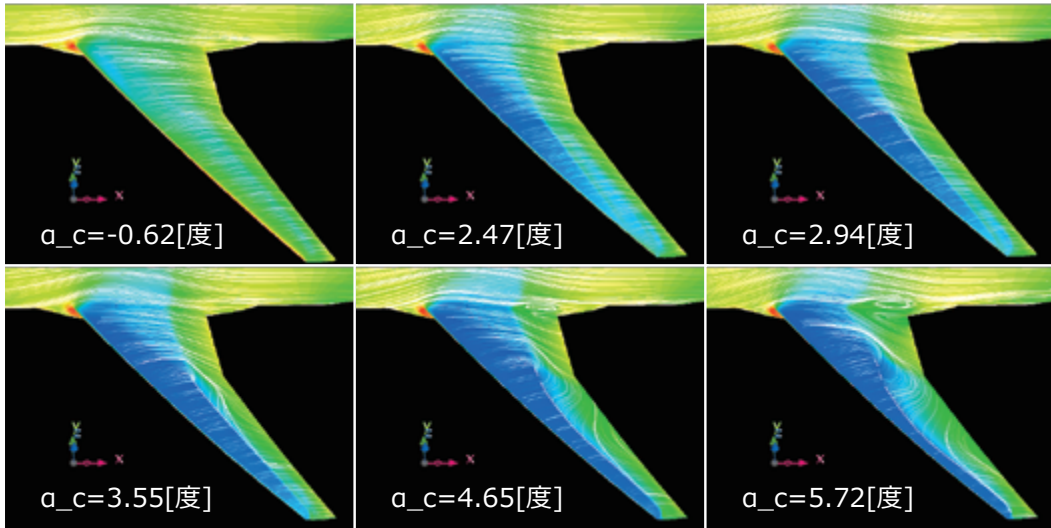 Y
Z
X
α_c=-0.62[度]
Y
Z
X
α_c=2.47[度]
Y
Z
X
α_c=2.94[度]
Y
Z
X
α_c=3.55[度]
Y
Z
X
α_c=4.65[度]
Y
Z
X
α_c=5.72[度]